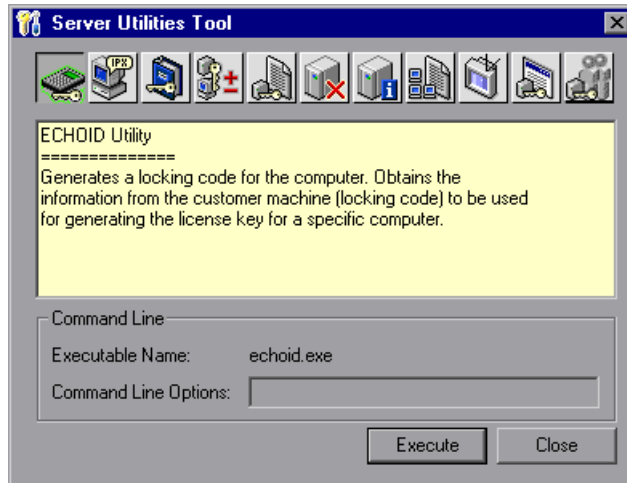 Server Utilities Tool
IPX
ECHOID Utility
==============
Generates a locking code for the computer. Obtains the
information from the customer machine (locking code) to be used
for generating the license key for a specific computer.
Command Line
Executable Name: echoid.exe
Command Line Options:
Execute Close